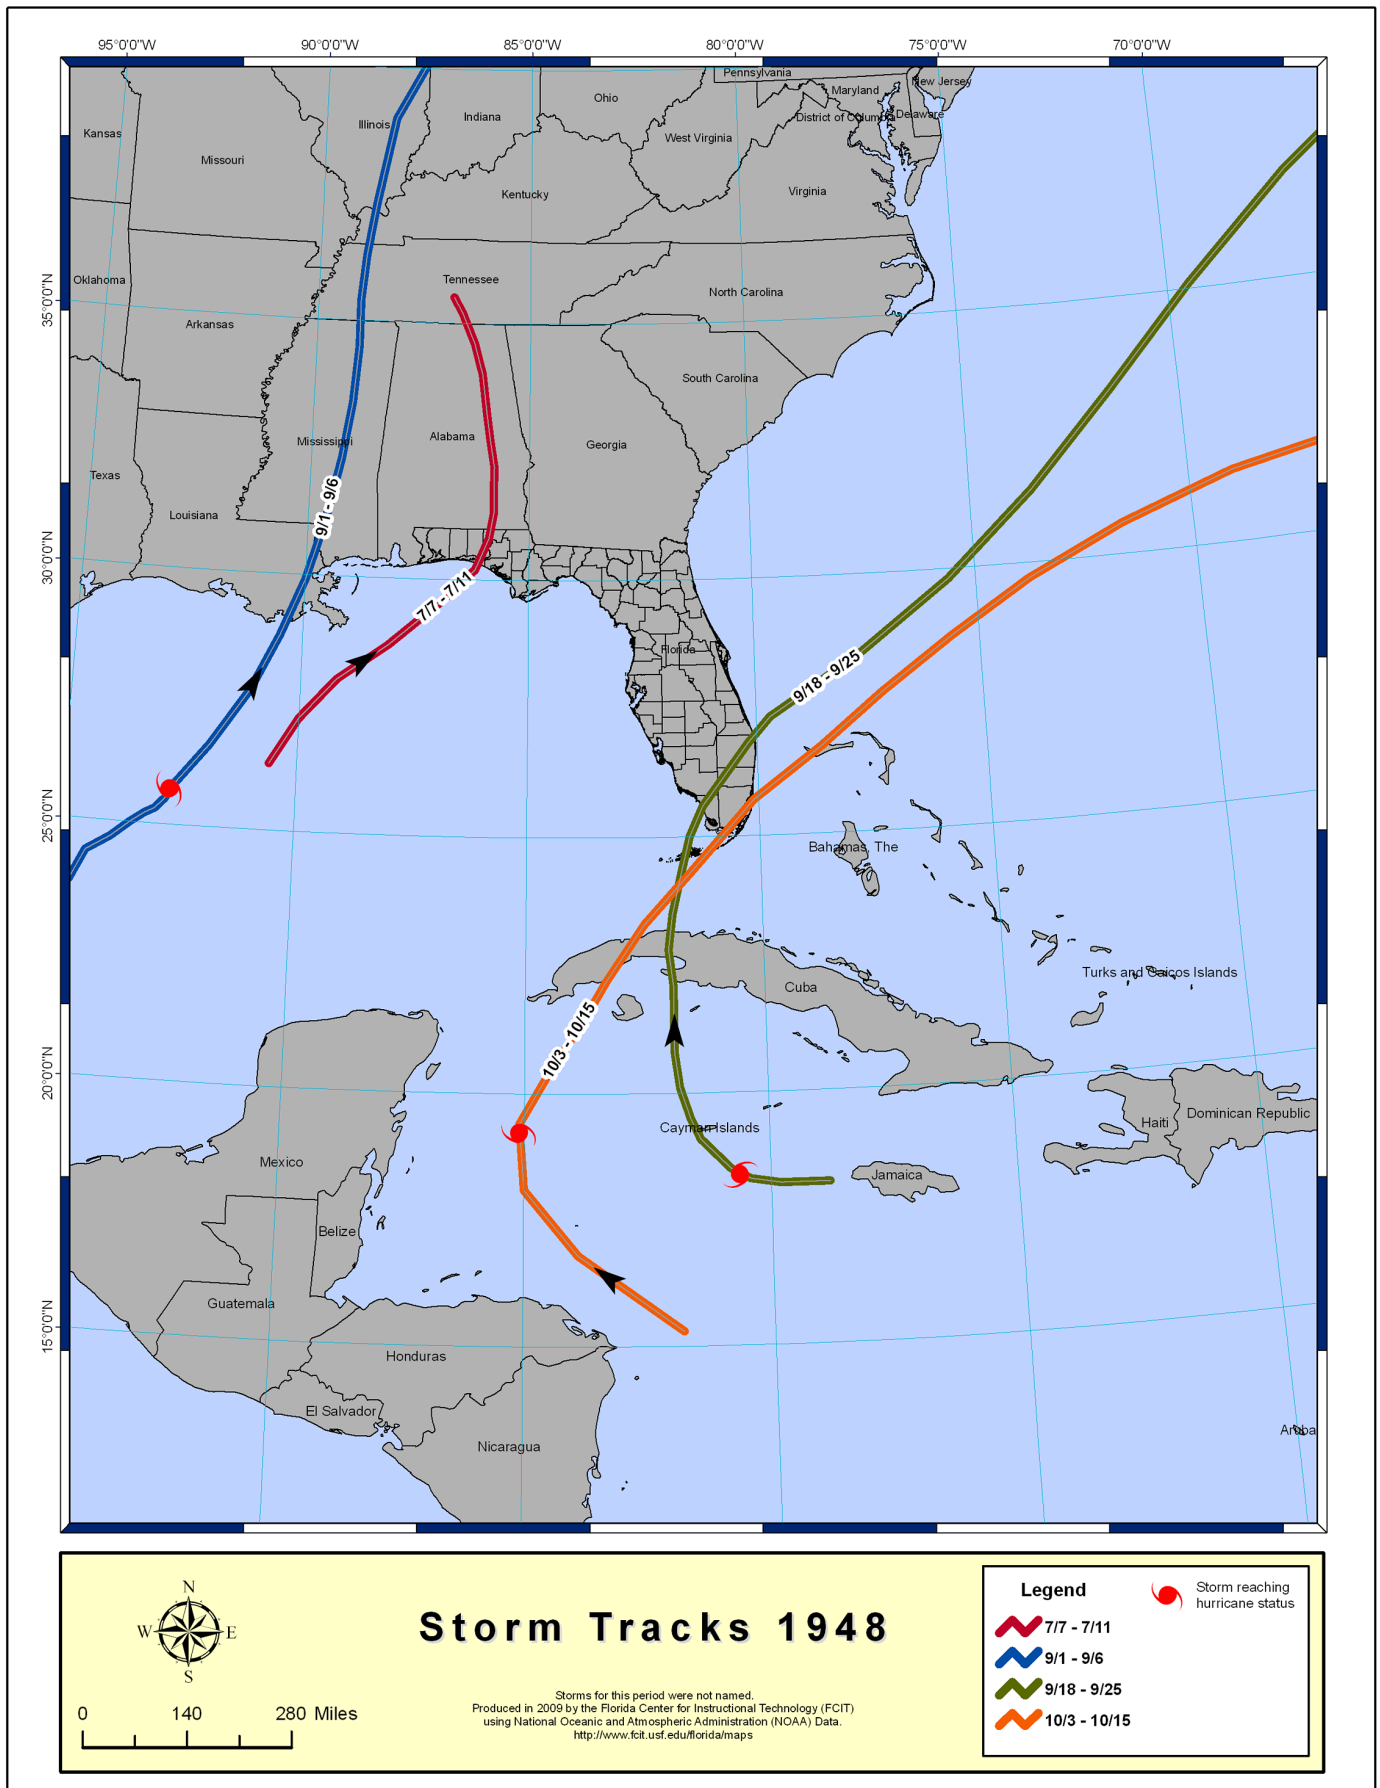 95°0'0"W
90°0'0"W
85°0'0"W
80°0'0"W
75°0'0"W
70°0'0"W
Pennsylvania
New Jersey
Maryland
Ohio
Delaware
District of Columbia
Indiana
Illinois
Kansas
West Virginia
Missouri
Virginia
Kentucky
35°0'0"N
Oklahoma
Tennessee
North Carolina
Arkansas
South Carolina
Alabama
Mississippi
Georgia
Texas
9/1 - 9/6
Louisiana
30°0'0"N
7/7 - 7/11
Florida
9/18 - 9/25
25°0'0"N
Bahamas, The
Turks and Caicos Islands
Cuba
10/3 - 10/15
20°0'0"N
Dominican Republic
Haiti
Cayman Islands
Mexico
Jamaica
Belize
Guatemala
15°0'0"N
Honduras
El Salvador
Aruba
Nicaragua
N
W E
S
0 140 280 Miles
Storm Tracks 1948
Storms for this period were not named.
Produced in 2009 by the Florida Center for Instructional Technology (FCIT)
using National Oceanic and Atmospheric Administration (NOAA) Data.
http://www.fcit.usf.edu/florida/maps
Legend
7/7 - 7/11
9/1 - 9/6
9/18 - 9/25
10/3 - 10/15
Storm reaching
hurricane status